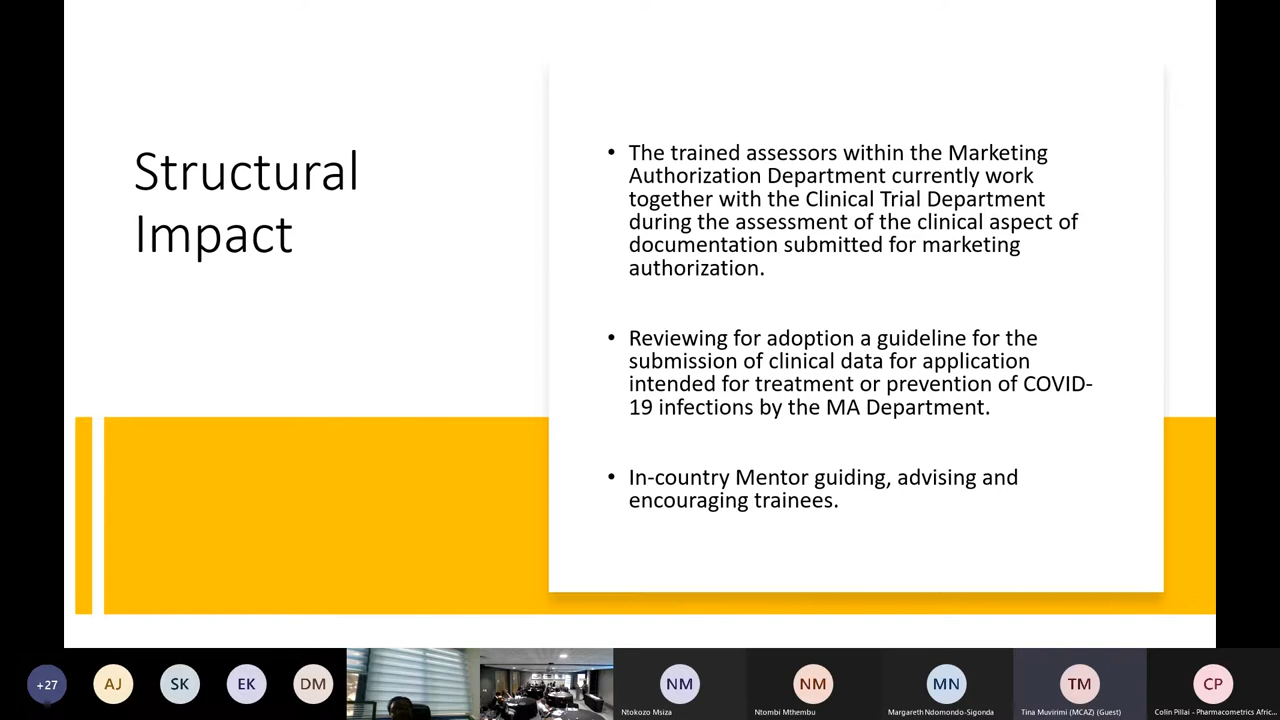 Structural
Impact
• The trained assessors within the Marketing
Authorization Department currently work
together with the Clinical Trial Department
during the assessment of the clinical aspect of
documentation submitted for marketing
authorization.
• Reviewing for adoption a guideline for the
submission of clinical data for application
intended for treatment or prevention of COVID-
19 infections by the MA Department.
• In-country Mentor guiding, advising and
encouraging trainees.
+27
AJ
SK
EK
DM
NM
Ntokozo Msiza
NM
Ntombi Mthembu
MN
Margareth Ndomondo-Sigonda
TM
Tina Muvirimi (MCAZ) (Guest)
CP
Colin Pillai - Pharmacometrics Afric...